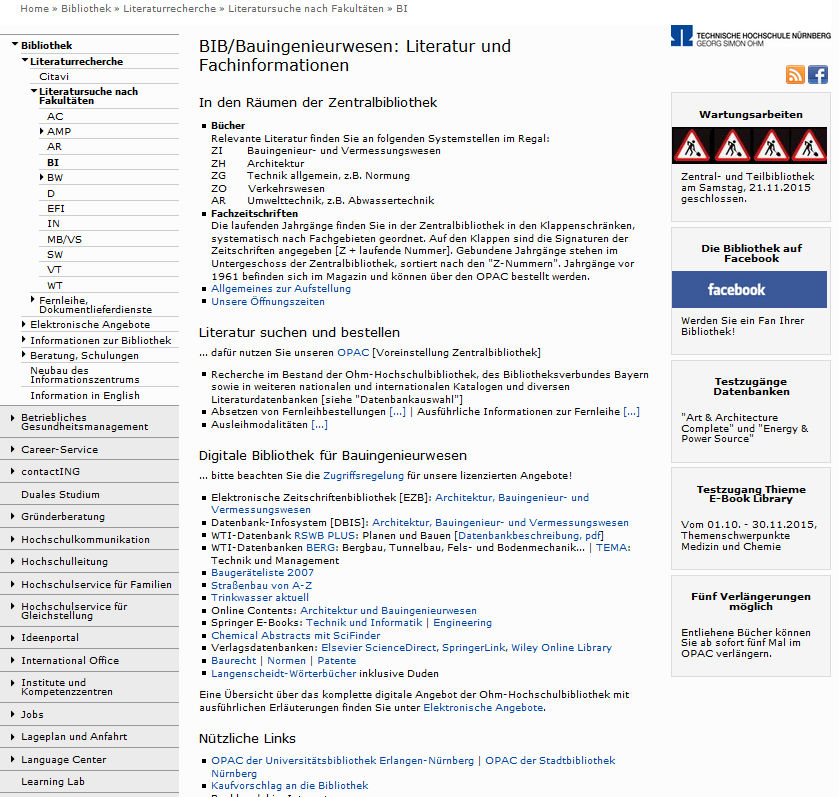 Home » Bibliothek » Literaturrecherche » Literatursuche nach Fakultäten » BI
Bibliothek
Literaturrecherche
Citavi
Literatursuche nach
Fakultäten
AC
AMP
AR
BI
BW
D
EFI
IN
MB/VS
SW
VT
WT
Fernleihe,
Dokumentlieferdienste
Elektronische Angebote
Informationen zur Bibliothek
Beratung, Schulungen
Neubau des
Informationszentrums
Information in English
Betriebliches
Gesundheitsmanagement
Career-Service
contactING
Duales Studium
Gründerberatung
Hochschulkommunikation
Hochschulleitung
Hochschulservice für Familien
Hochschulservice für
Gleichstellung
Ideenportal
International Office
Institute und
Kompetenzzentren
Jobs
Lageplan und Anfahrt
Language Center
Learning Lab
BIB/Bauingenieurwesen: Literatur und
Fachinformationen
In den Räumen der Zentralbibliothek
Bücher
Relevante Literatur finden Sie an folgenden Systemstellen im Regal:
ZI Bauingenieur- und Vermessungswesen
ZH Architektur
ZG Technik allgemein, z.B. Normung
ZO Verkehrswesen
AR Umwelttechnik, z.B. Abwassertechnik
Fachzeitschriften
Die laufenden Jahrgänge finden Sie in der Zentralbibliothek in den Klappenschränken,
systematisch nach Fachgebieten geordnet. Auf den Klappen sind die Signaturen der
Zeitschriften angegeben [Z + laufende Nummer]. Gebundene Jahrgänge stehen im
Untergeschoss der Zentralbibliothek, sortiert nach den "Z-Nummern". Jahrgänge vor
1961 befinden sich im Magazin und können über den OPAC bestellt werden.
Allgemeines zur Aufstellung
Unsere Öffnungszeiten
Literatur suchen und bestellen
... dafür nutzen Sie unseren OPAC [Voreinstellung Zentralbibliothek]
Recherche im Bestand der Ohm-Hochschulbibliothek, des Bibliotheksverbundes Bayern
sowie in weiteren nationalen und internationalen Katalogen und diversen
Literaturdatenbanken [siehe "Datenbankauswahl"]
Absetzen von Fernleihbestellungen [...] | Ausführliche Informationen zur Fernleihe [...]
Ausleihmodalitäten [...]
Digitale Bibliothek für Bauingenieurwesen
... bitte beachten Sie die Zugriffsregelung für unsere lizenzierten Angebote!
Elektronische Zeitschriftenbibliothek [EZB]: Architektur, Bauingenieur- und
Vermessungswesen
Datenbank-Infosystem [DBIS]: Architektur, Bauingenieur- und Vermessungswesen
WTI-Datenbank RSWB PLUS: Planen und Bauen [Datenbankbeschreibung, pdf]
WTI-Datenbanken BERG: Bergbau, Tunnelbau, Fels- und Bodenmechanik... | TEMA:
Technik und Management
Baugeräteliste 2007
Straßenbau von A-Z
Trinkwasser aktuell
Online Contents: Architektur und Bauingenieurwesen
Springer E-Books: Technik und Informatik | Engineering
Chemical Abstracts mit SciFinder
Verlagsdatenbanken: Elsevier ScienceDirect, SpringerLink, Wiley Online Library
Baurecht | Normen | Patente
Langenscheidt-Wörterbücher inklusive Duden
Eine Übersicht über das komplette digitale Angebot der Ohm-Hochschulbibliothek mit
ausführlichen Erläuterungen finden Sie unter Elektronische Angebote.
Nützliche Links
OPAC der Universitätsbibliothek Erlangen-Nürnberg | OPAC der Stadtbibliothek
Nürnberg
Kaufvorschlag an die Bibliothek
TECHNISCHE HOCHSCHULE NÜRNBERG
GEORG SIMON OHM
Wartungsarbeiten
Zentral- und Teilbibliothek
am Samstag, 21.11.2015
geschlossen.
Die Bibliothek auf
Facebook
facebook
Werden Sie ein Fan Ihrer
Bibliothek!
Testzugänge
Datenbanken
"Art & Architecture
Complete" und "Energy &
Power Source"
Testzugang Thieme
E-Book Library
Vom 01.10. - 30.11.2015,
Themenschwerpunkte
Medizin und Chemie
Fünf Verlängerungen
möglich
Entliehene Bücher können
Sie ab sofort fünf Mal im
OPAC verlängern.